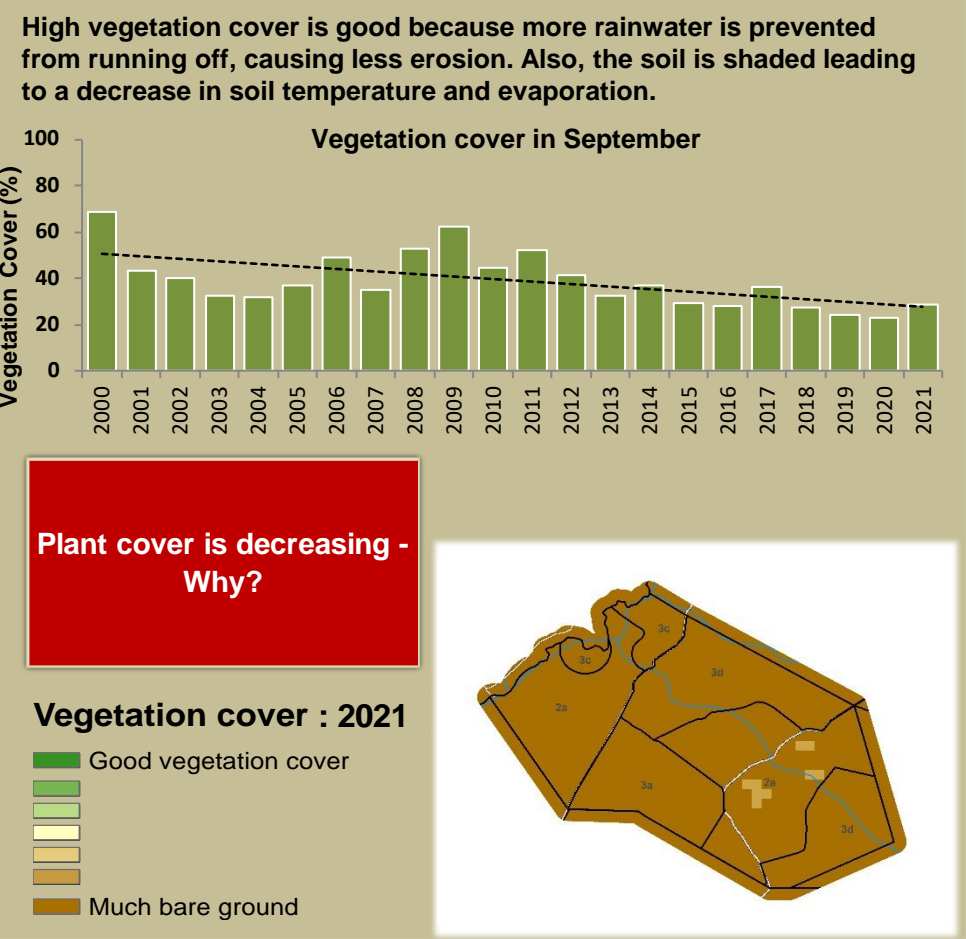 High vegetation cover is good because more rainwater is prevented
from running off, causing less erosion. Also, the soil is shaded leading
to a decrease in soil temperature and evaporation.
Vegetation cover in September
Vegetation Cover (%)
100
80
60
40
20
0
2000 2001 2002 2003 2004 2005 2006 2007 2008 2009 2010 2011 2012 2013 2014 2015 2016 2017 2018 2019 2020 2021
Plant cover is decreasing -
Why?
Vegetation cover : 2021
Good vegetation cover
Much bare ground
3c
3c
3d
2a
3a
2a
3d